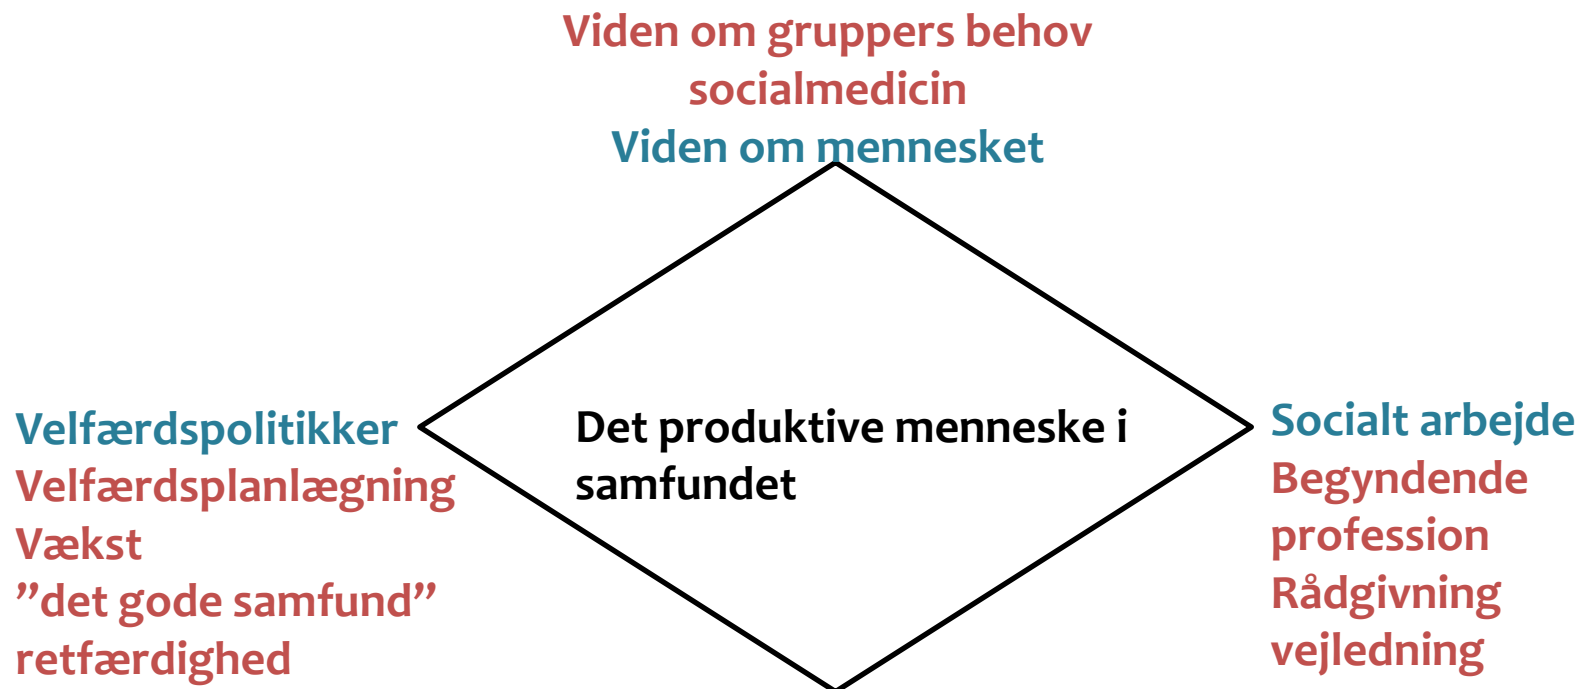 Viden om gruppers behov
socialmedicin
Viden om mennesket
Velfærdspolitikker
Velfærdsplanlægning
Vækst
”det gode samfund”
retfærdighed
Det produktive menneske i
samfundet
Socialt arbejde
Begyndende
profession
Rådgivning
vejledning